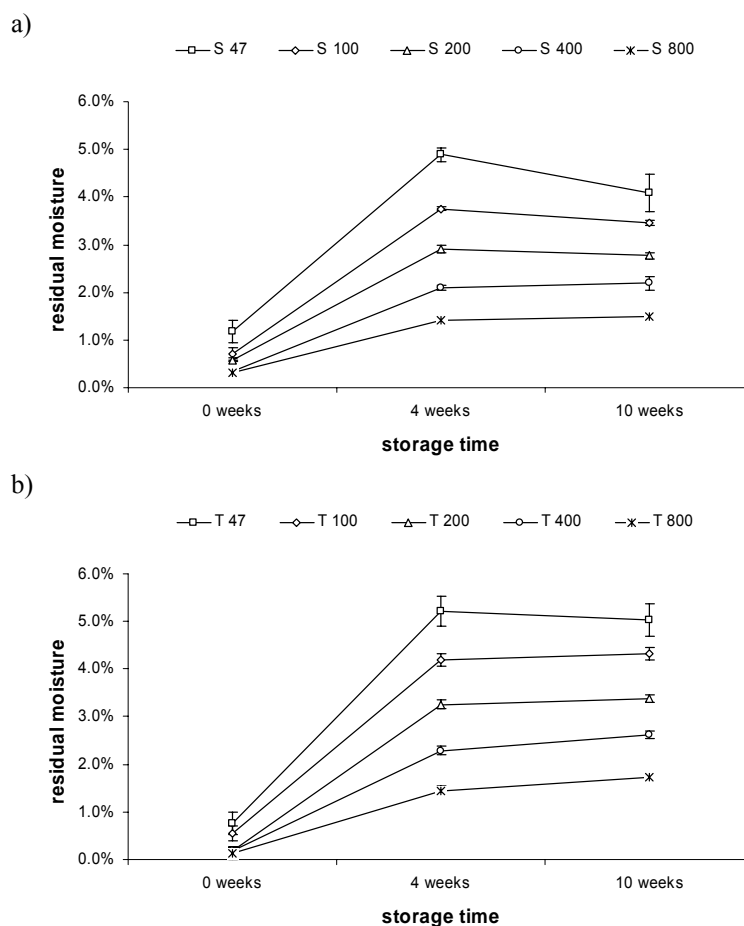 a)
S 47 S 100 S 200 S 400 S 800
6.0%
5.0%
4.0%
3.0%
2.0%
1.0%
0.0%
residual moisture
0 weeks 4 weeks 10 weeks
storage time
b)
T 47 T 100 T 200 T 400 T 800
6.0%
5.0%
4.0%
3.0%
2.0%
1.0%
0.0%
residual moisture
0 weeks 4 weeks 10 weeks
storage time